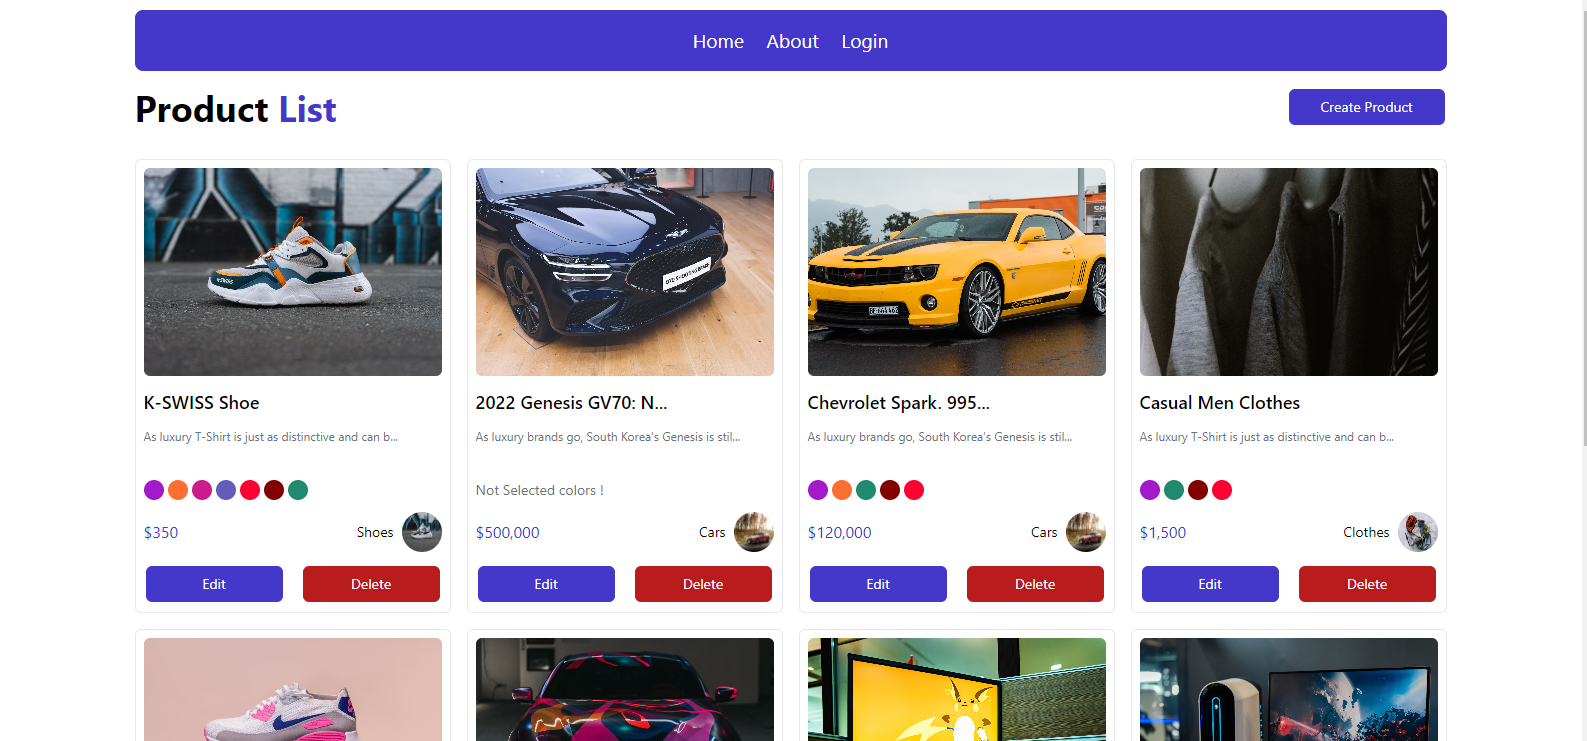 Home About Login
Product List
Create Product
K-SWISS Shoe
As luxury T-Shirt is just as distinctive and can b...
$350
Shoes
Edit
Delete
2022 Genesis GV70: N...
As luxury brands go, South Korea's Genesis is stil...
Not Selected colors !
$500,000
Cars
Edit
Delete
Chevrolet Spark. 995...
As luxury brands go, South Korea's Genesis is stil...
$120,000
Cars
Edit
Delete
Casual Men Clothes
As luxury T-Shirt is just as distinctive and can b...
$1,500
Clothes
Edit
Delete